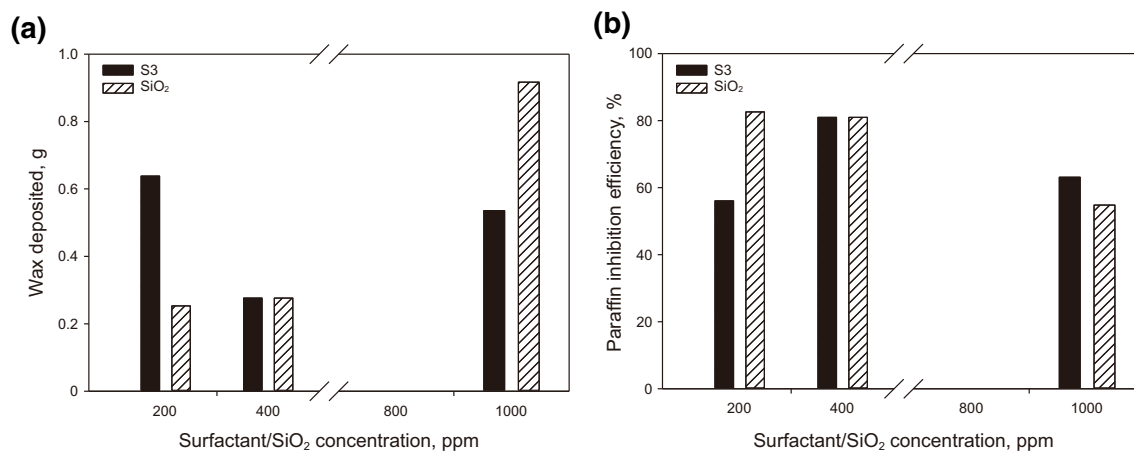 (a)
1.0
S3
SiO₂
0.8
0.6
0.4
0.2
0
Wax deposited, g
200 400 800 1000
Surfactant/SiO₂ concentration, ppm
(b)
100
S3
SiO₂
80
60
40
20
0
Paraffin inhibition efficiency, %
200 400 800 1000
Surfactant/SiO₂ concentration, ppm